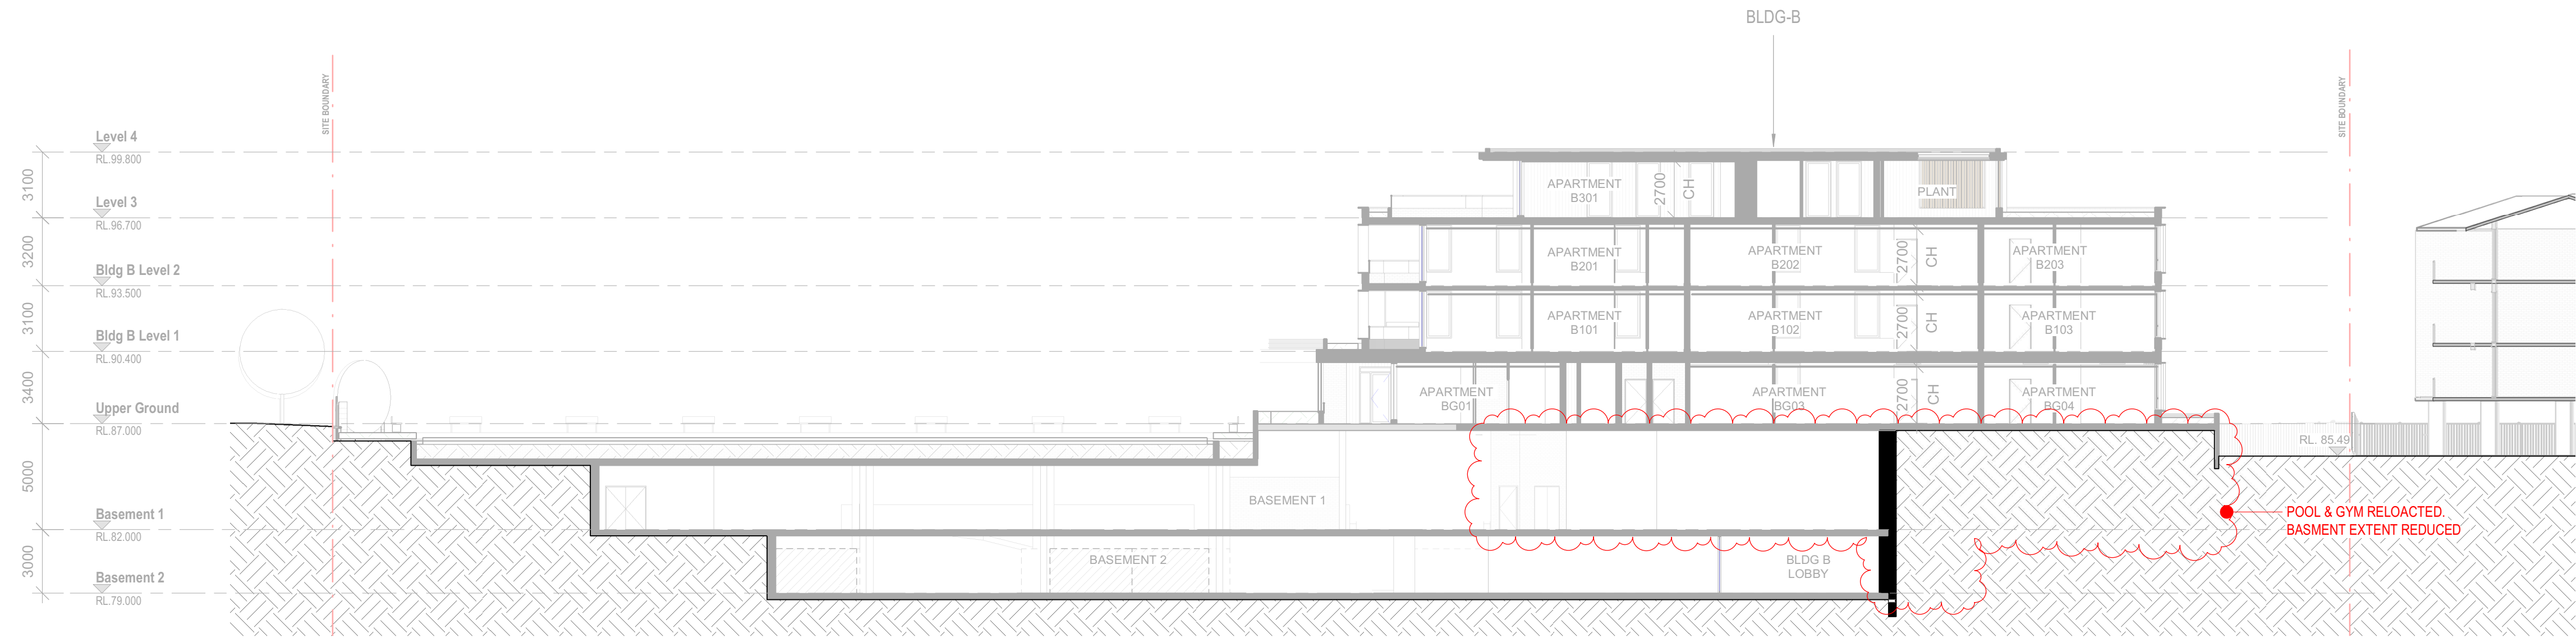 BLDG-B
SITE BOUNDARY
SITE BOUNDARY
Level 4
RL.99.800
3100
Level 3
RL.96.700
3200
Bldg B Level 2
RL.93.500
3100
Bldg B Level 1
RL.90.400
3400
Upper Ground
RL.87.000
5000
Basement 1
RL.82.000
3000
Basement 2
RL.79.000
APARTMENT
B301
2700
CH
PLANT
APARTMENT
B201
APARTMENT
B202
2700
CH
APARTMENT
B203
APARTMENT
B101
APARTMENT
B102
2700
CH
APARTMENT
B103
APARTMENT
BG01
APARTMENT
BG03
2700
CH
APARTMENT
BG04
RL. 85.49
BASEMENT 1
BASEMENT 2
BLDG B
LOBBY
POOL & GYM RELOACTED.
BASMENT EXTENT REDUCED